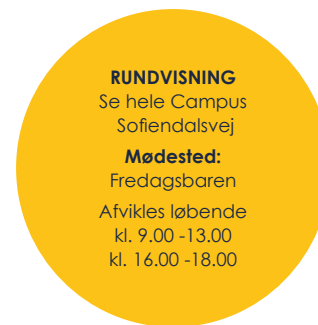 RUNDVISNING
Se hele Campus
Sofiendalsvej
Mødested:
Fredagsbaren
Afvikles løbende
kl. 9.00 -13.00
kl. 16.00 -18.00